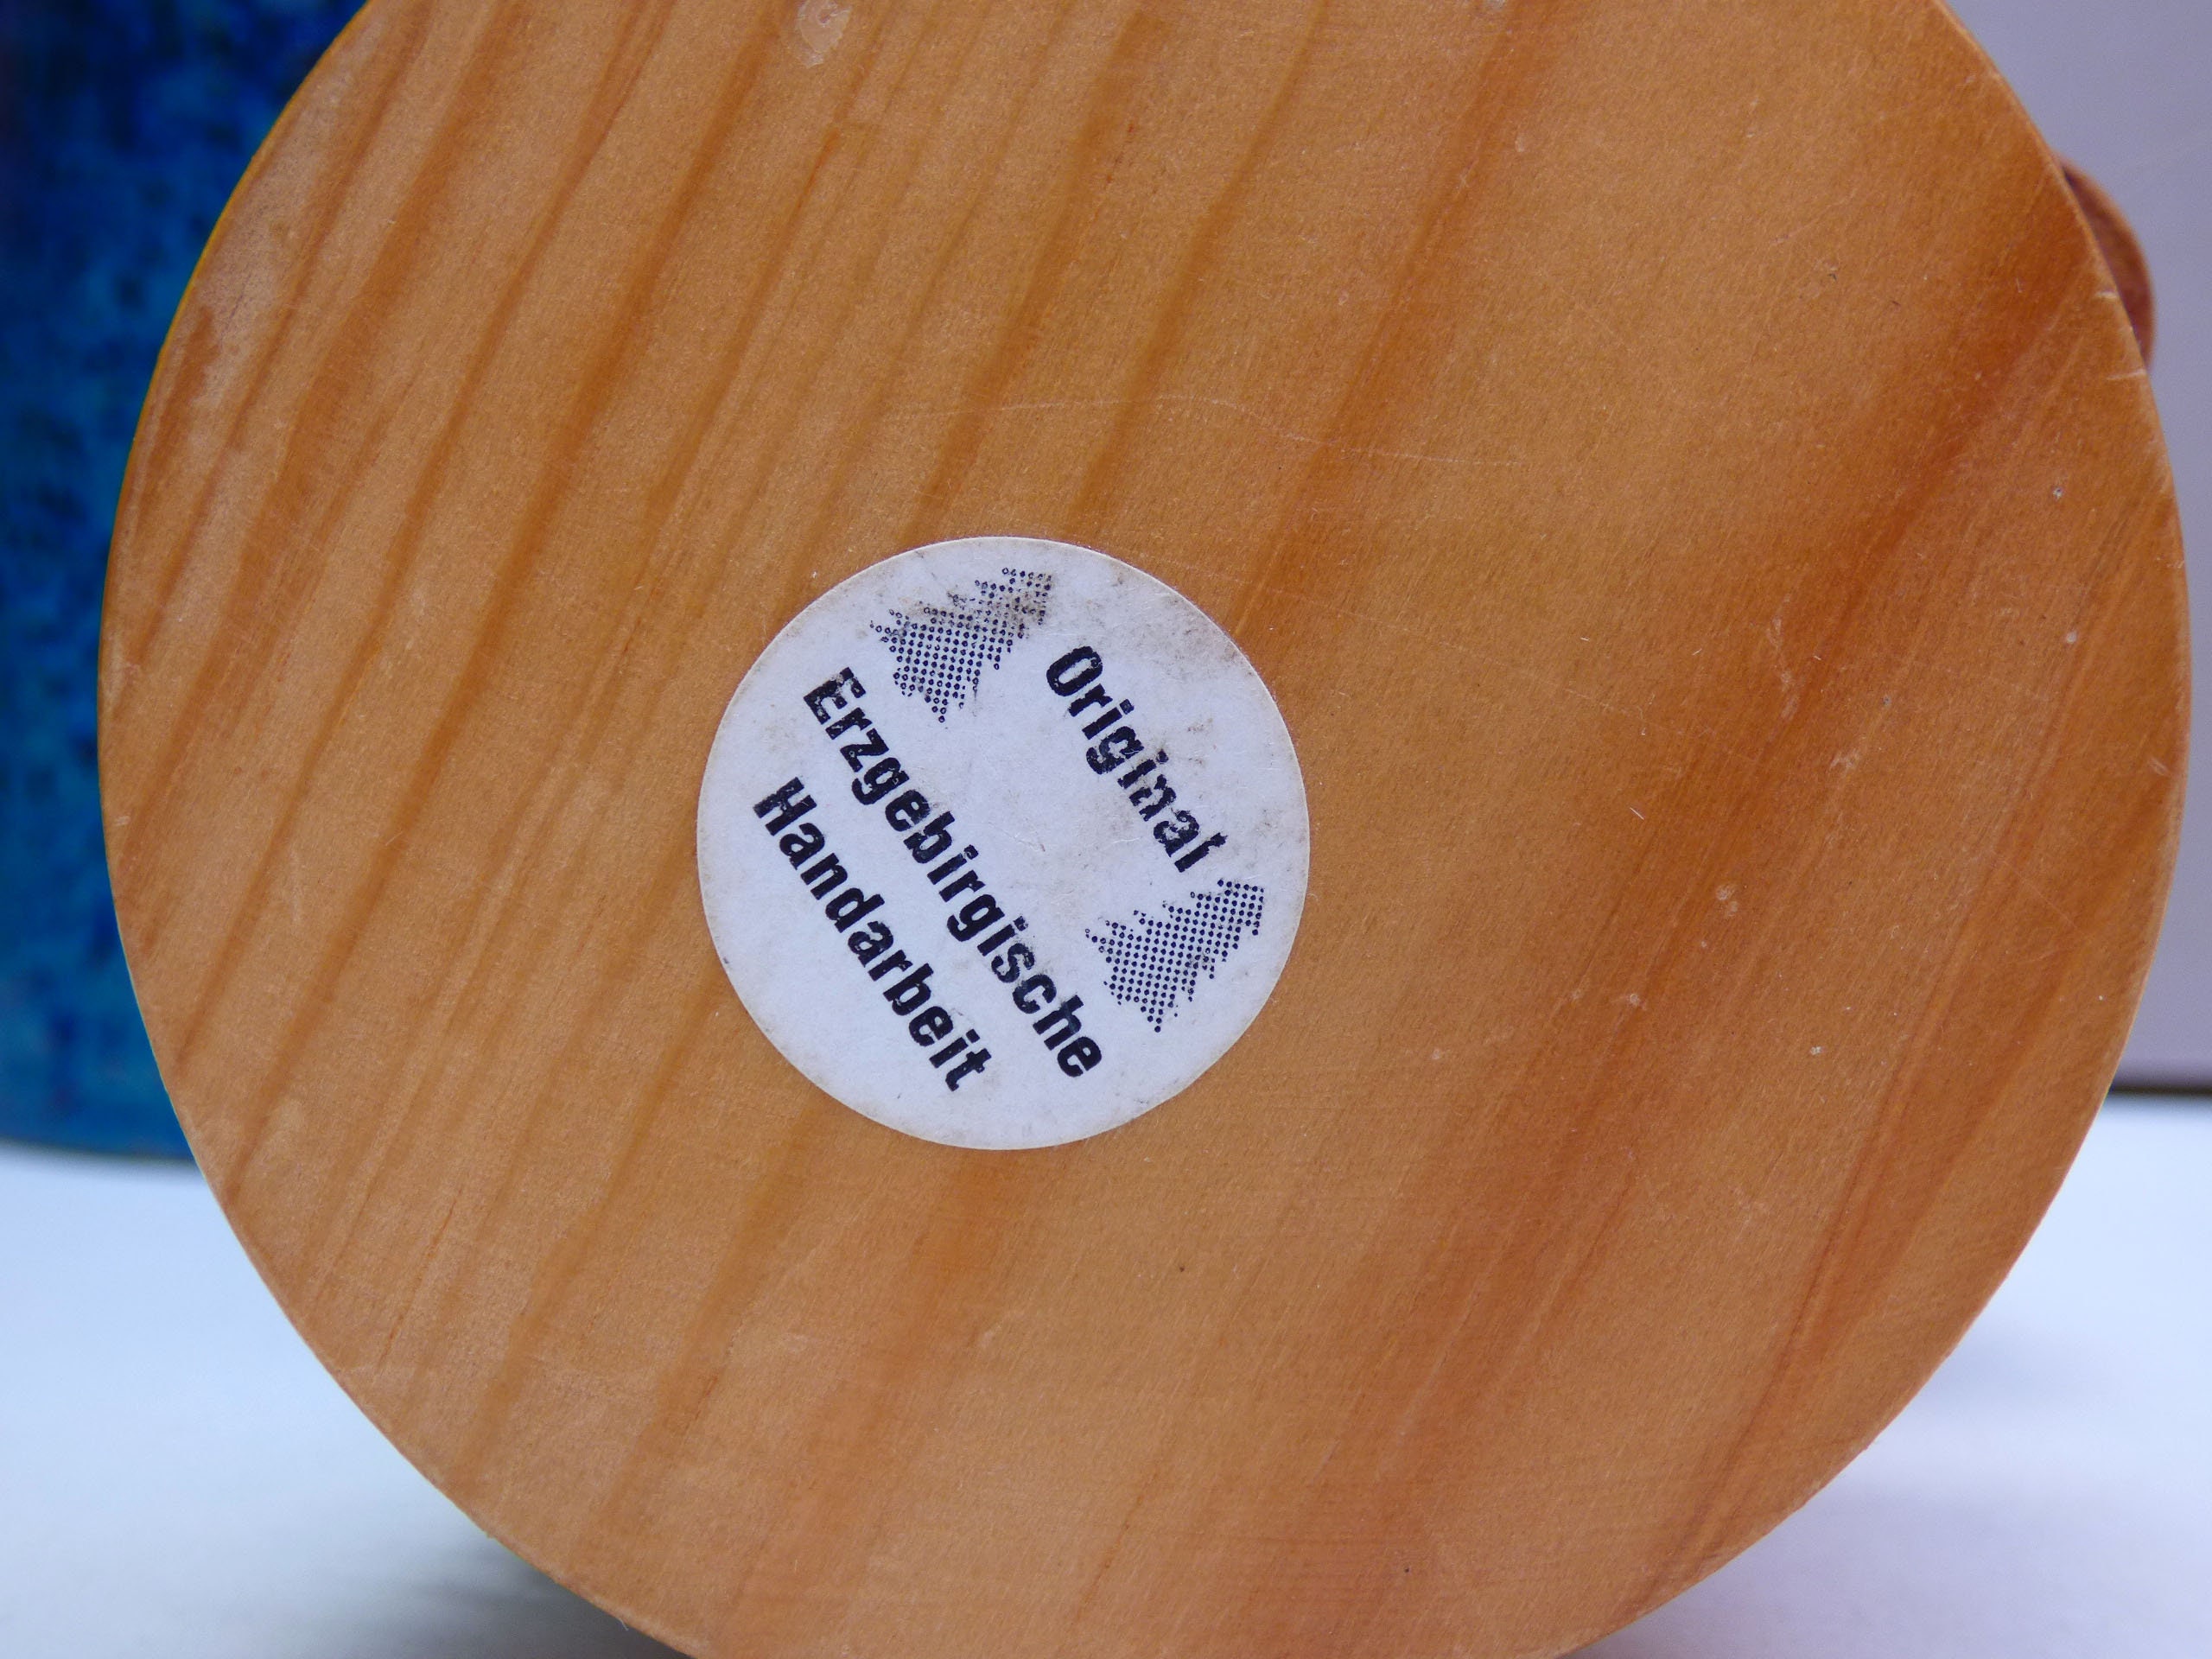 Original
Erzgebirgische
Handarbeit